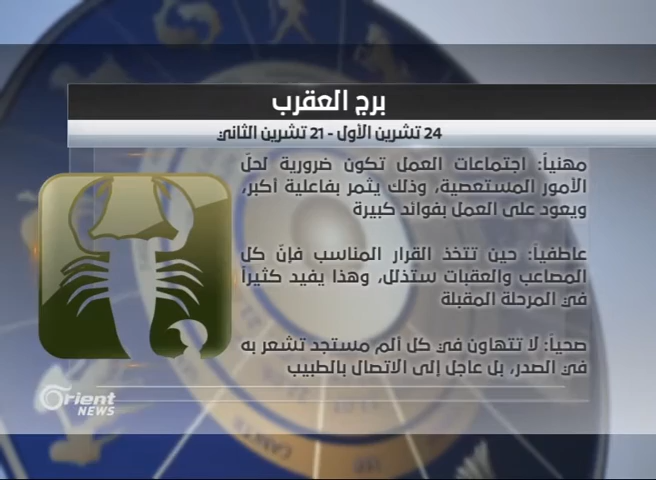 برج العقرب
24 تشرين الأول - 21 تشرين الثاني
مهنياً: اجتماعات العمل تكون ضرورية لحلّ
الأمور المستعصية، وذلك يثمر بفاعلية أكبر،
ويعود على العمل بفوائد كبيرة
عاطفياً: حين تتخذ القرار المناسب فإنّ كل
المصاعب والعقبات ستذلل، وهذا يفيد كثيراً
في المرحلة المقبلة
صحياً: لا تتهاون في كل ألم مستجد تشعر به
في الصدر، بل عاجل إلى الاتصال بالطبيب
Orient
NEWS
CANCER